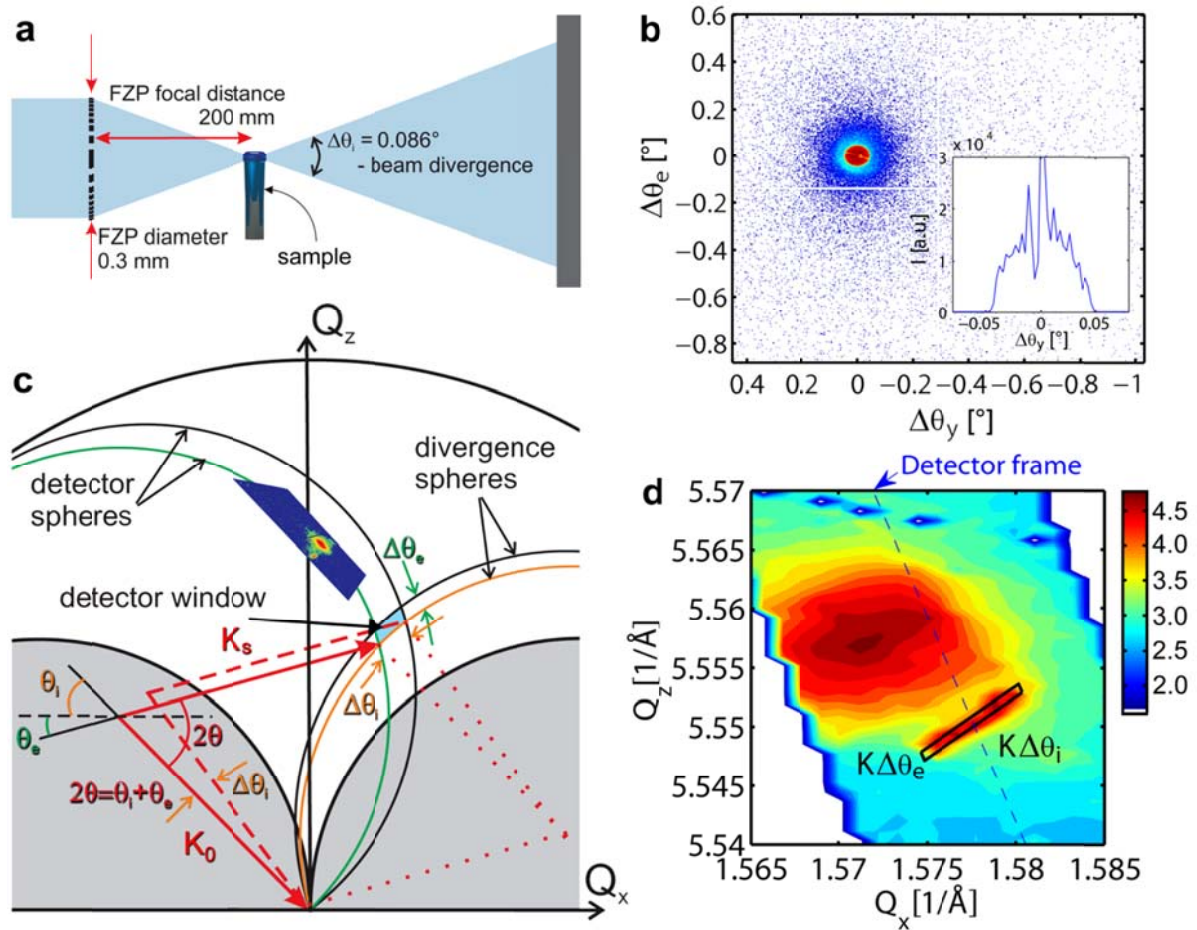 a
FZP focal distance
200 mm
Δθi = 0.086°
- beam divergence
FZP diameter
0.3 mm
sample
b
0.6
0.4
0.2
0
−0.2
−0.4
−0.6
−0.8
Δθe [°]
0.4 0.2 0 −0.2 −0.4 −0.6 −0.8 −1
Δθy [°]
x 10^4
3
2
1
0
I [a.u.]
−0.05 0 0.05
Δθy [°]
c
Qz
detector
spheres
divergence
spheres
Δθe
detector window
Ks
Δθi
θi
θe
2θ
2θ=θi+θe
Δθi
K0
Qx
Detector frame
d
5.57
5.565
5.56
5.555
5.55
5.545
5.54
Qz[1/Å]
KΔθe
KΔθi
1.565 1.57 1.575 1.58 1.585
Qx[1/Å]
4.5
4.0
3.5
3.0
2.5
2.0